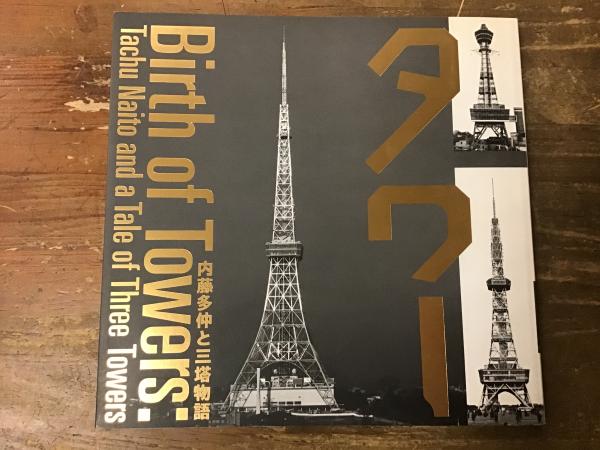 タワー
内藤多仲と三塔物語
Birth of Towers:
Tachu Naito and a Tale of Three Towers